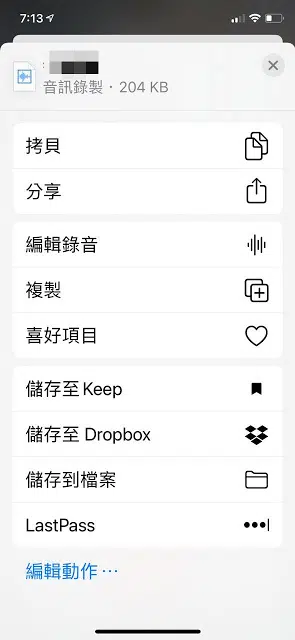 7:13
音訊錄製・204 KB
拷貝
分享
編輯錄音
複製
喜好項目
儲存至 Keep
儲存至 Dropbox
儲存到檔案
LastPass
編輯動作⋯